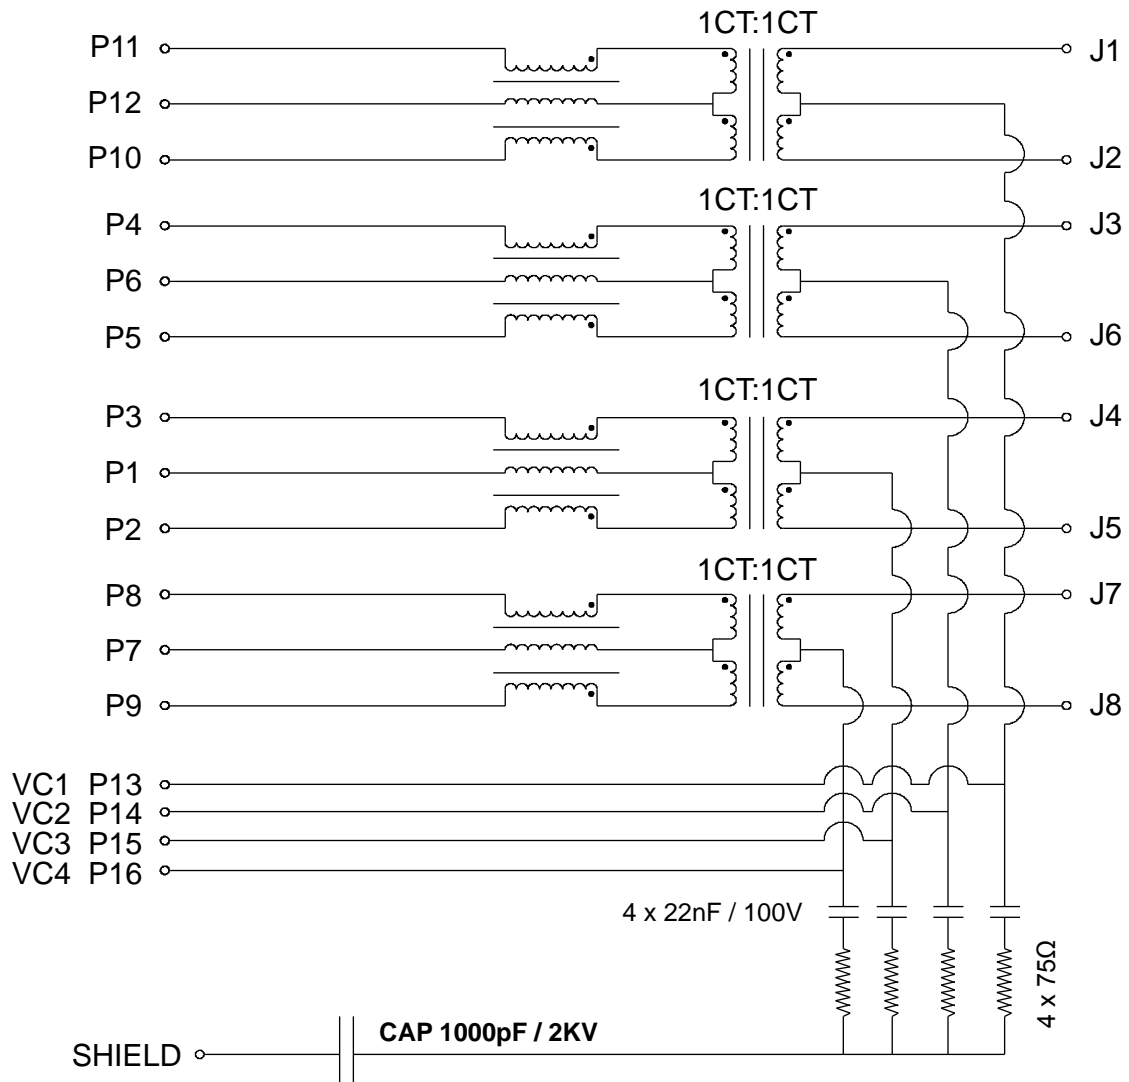 1CT:1CT
P11
J1
P12
P10
J2
1CT:1CT
P4
J3
P6
P5
J6
1CT:1CT
P3
J4
P1
P2
J5
1CT:1CT
P8
J7
P7
P9
J8
VC1 P13
VC2 P14
VC3 P15
VC4 P16
4 x 22nF / 100V
4 x 75Ω
CAP 1000pF / 2KV
SHIELD